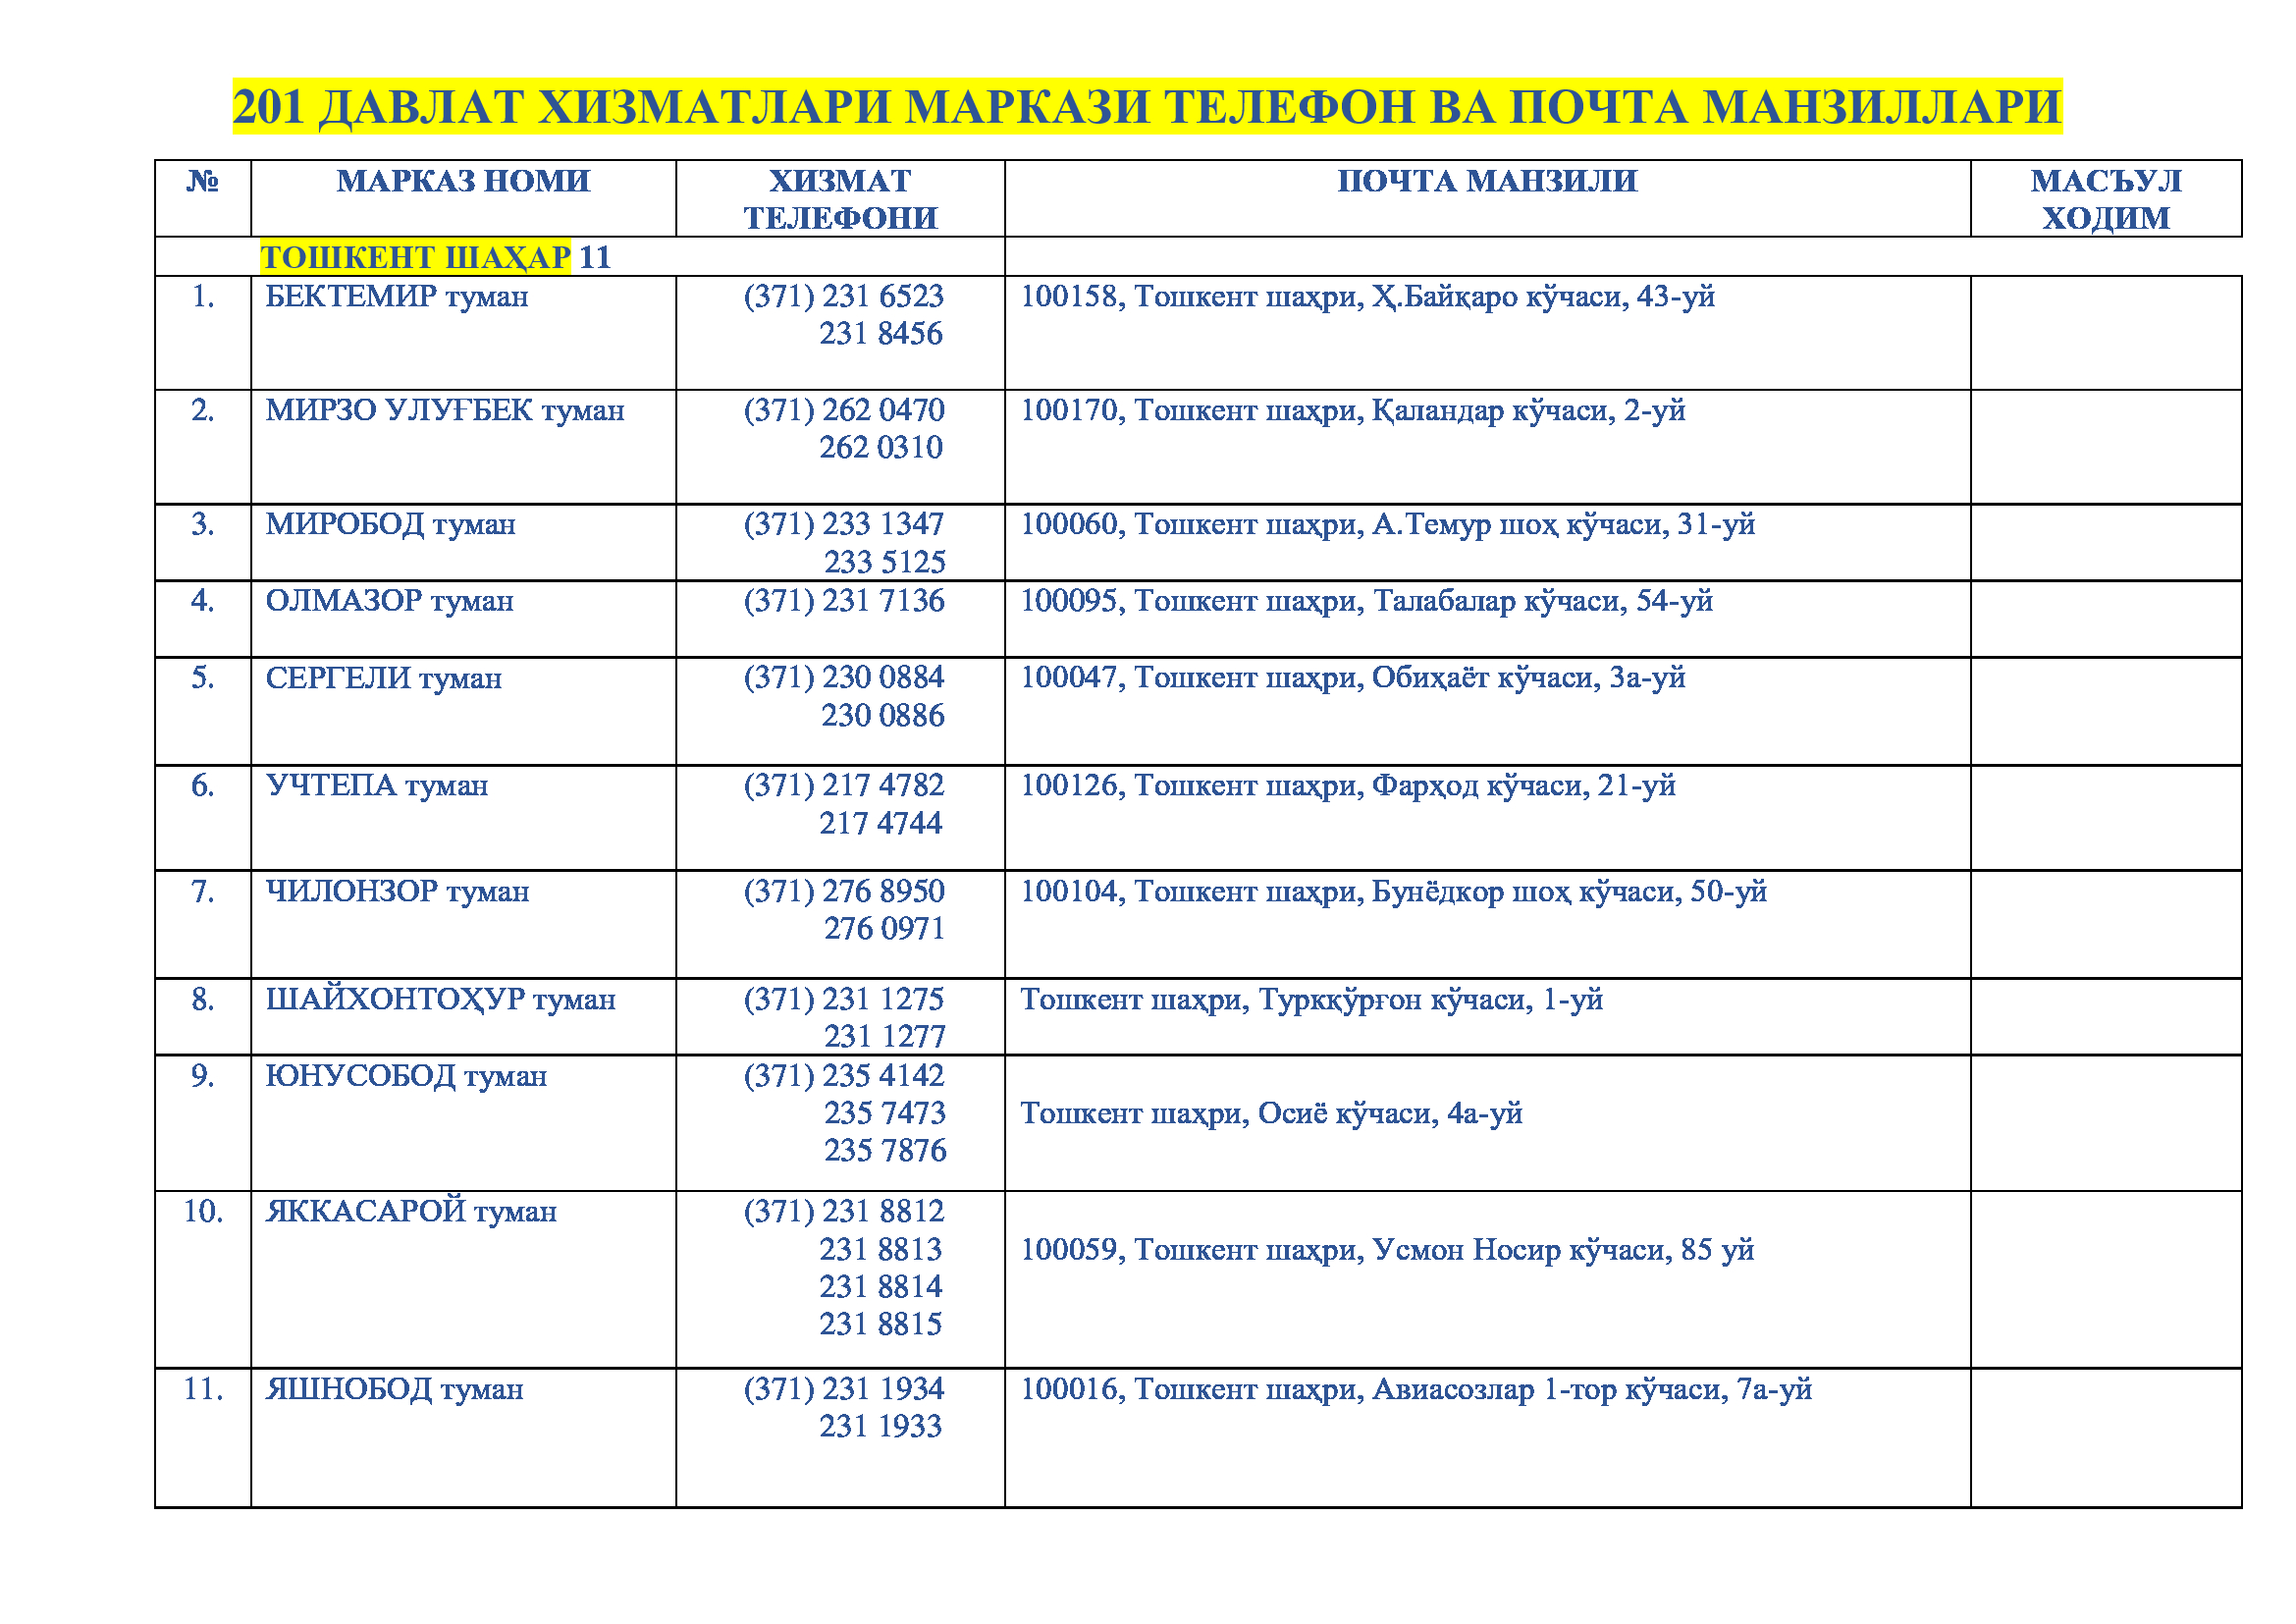 201 ДАВЛАТ ХИЗМАТЛАРИ МАРКАЗИ ТЕЛЕФОН ВА ПОЧТА МАНЗИЛЛАРИ
№ МАРКАЗ НОМИ ХИЗМАТ ТЕЛЕФОНИ ПОЧТА МАНЗИЛИ МАСЪУЛ ХОДИМ
ТОШКЕНТ ШАҲАР 11
1. БЕКТЕМИР туман (371) 231 6523 100158, Тошкент шаҳри, Ҳ.Байқаро кўчаси, 43-уй
231 8456
2. МИРЗО УЛУҒБЕК туман (371) 262 0470 100170, Тошкент шаҳри, Қаландар кўчаси, 2-уй
262 0310
3. МИРОБОД туман (371) 233 1347 100060, Тошкент шаҳри, А.Темур шоҳ кўчаси, 31-уй
233 5125
4. ОЛМАЗОР туман (371) 231 7136 100095, Тошкент шаҳри, Талабалар кўчаси, 54-уй
5. СЕРГЕЛИ туман (371) 230 0884 100047, Тошкент шаҳри, Обиҳаёт кўчаси, 3а-уй
230 0886
6. УЧТЕПА туман (371) 217 4782 100126, Тошкент шаҳри, Фарҳод кўчаси, 21-уй
217 4744
7. ЧИЛОНЗОР туман (371) 276 8950 100104, Тошкент шаҳри, Бунёдкор шоҳ кўчаси, 50-уй
276 0971
8. ШАЙХОНТОҲУР туман (371) 231 1275 Тошкент шаҳри, Туркқўрғон кўчаси, 1-уй
231 1277
9. ЮНУСОБОД туман (371) 235 4142
235 7473 Тошкент шаҳри, Осиё кўчаси, 4а-уй
235 7876
10. ЯККАСАРОЙ туман (371) 231 8812
231 8813 100059, Тошкент шаҳри, Усмон Носир кўчаси, 85 уй
231 8814
231 8815
11. ЯШНОБОД туман (371) 231 1934 100016, Тошкент шаҳри, Авиасозлар 1-тор кўчаси, 7а-уй
231 1933